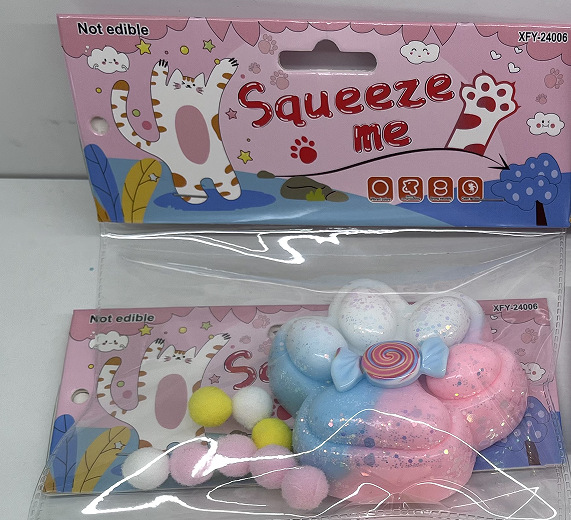 Not edible
XFY-24006
Squeeze
me
Not edible
XFY-24006